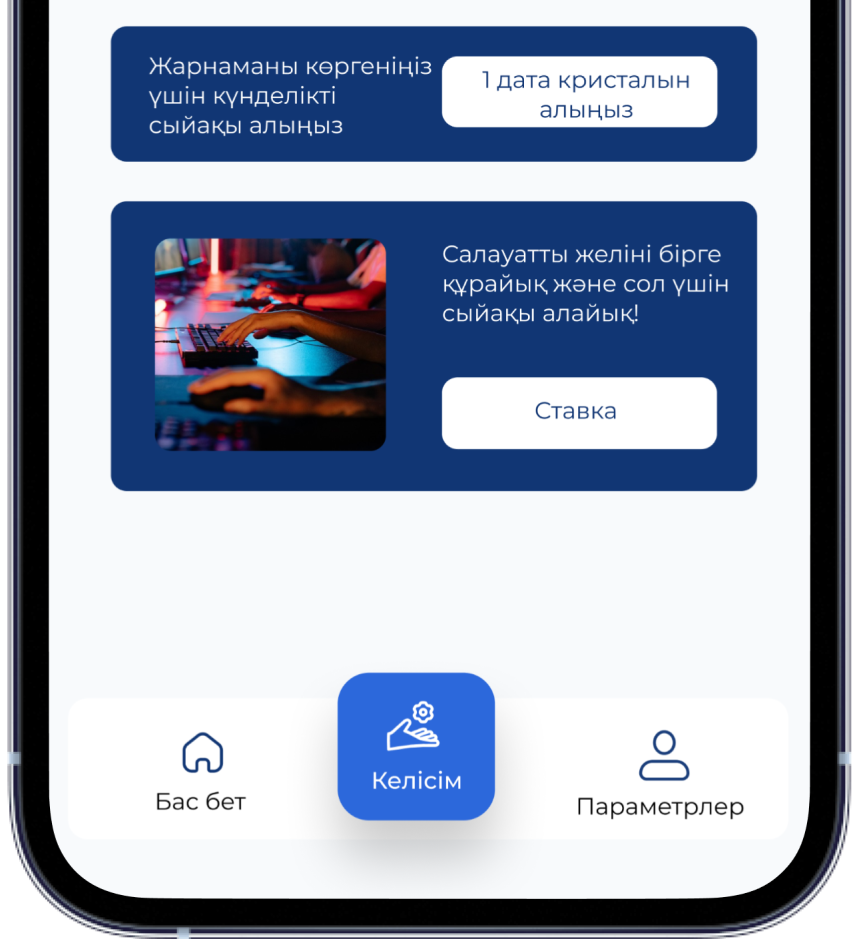 Жарнаманы көргеніңіз
үшін күнделікті
сыйақы алыңыз
1 дата кристалын
алыңыз
Салауатты желіні бірге
құрайық және сол үшін
сыйақы алайық!
Ставка
Бас бет
Келісім
Параметрлер